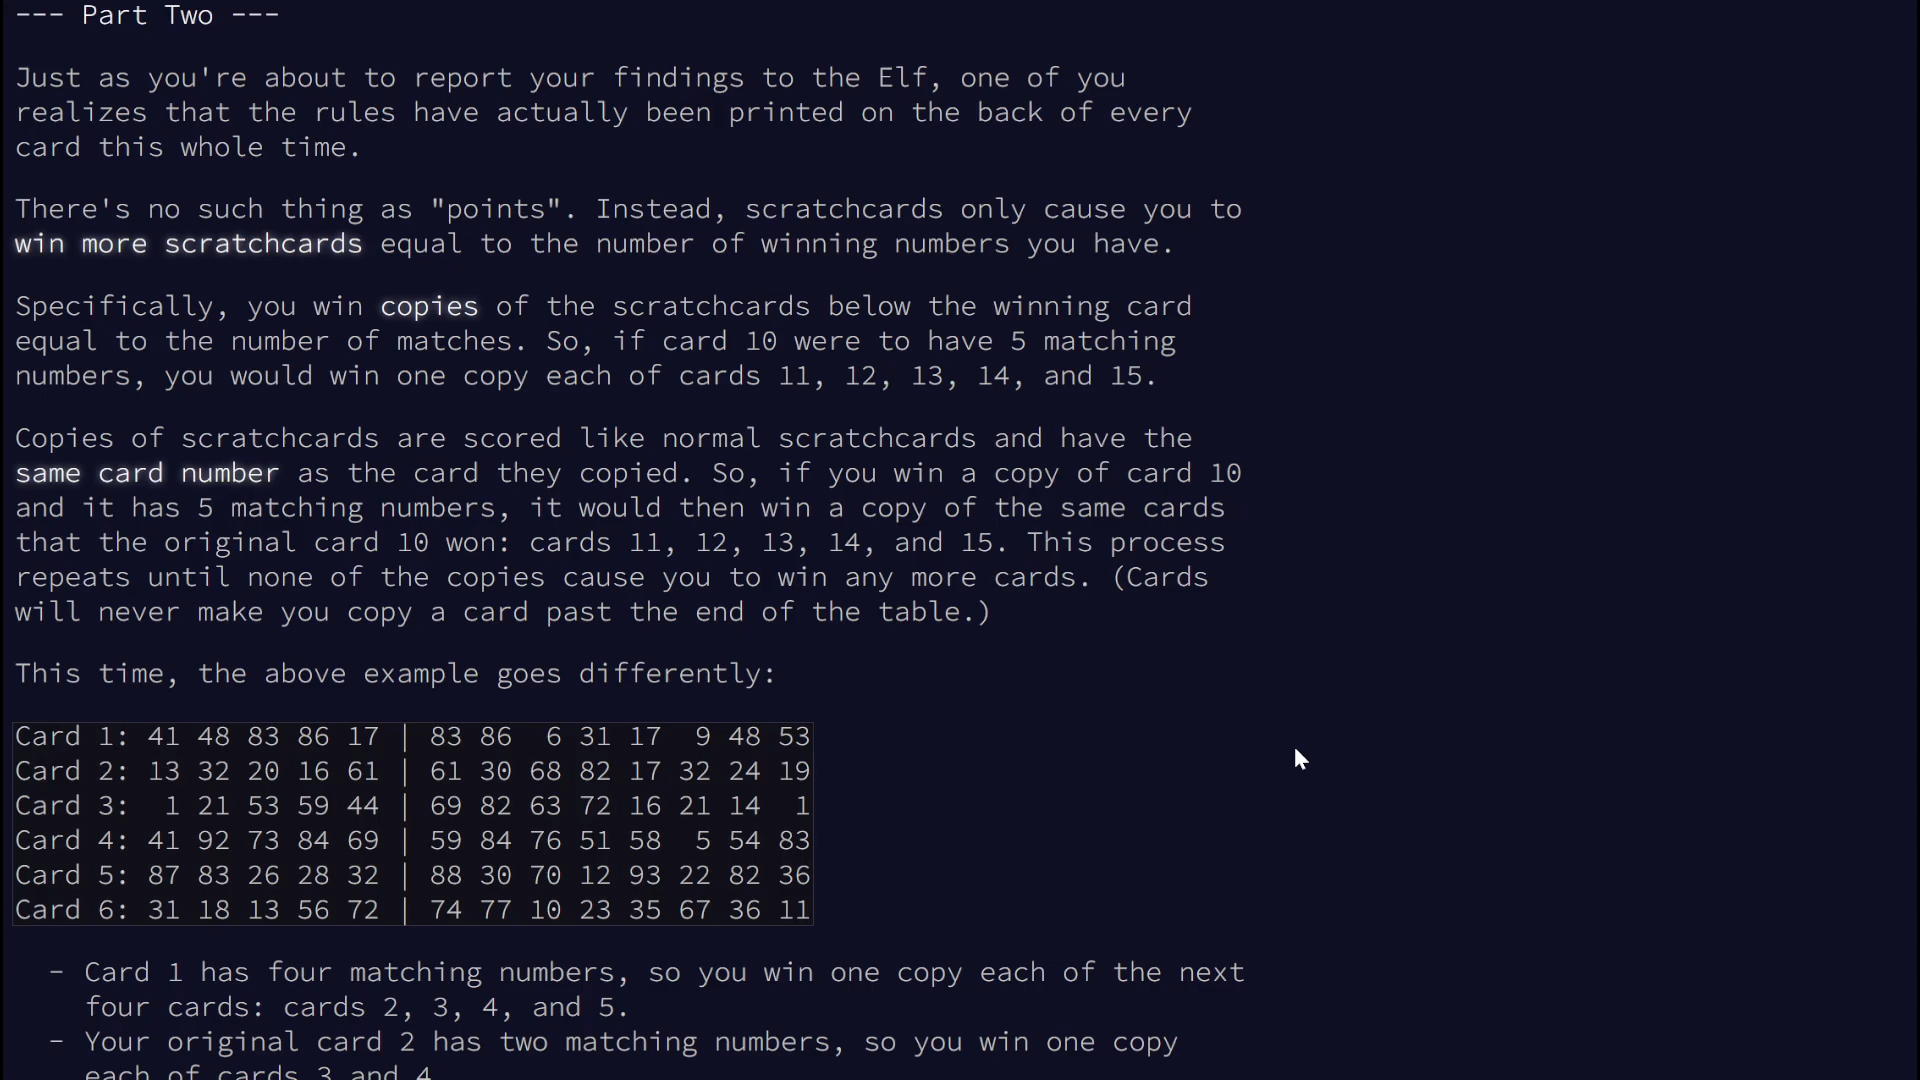 --- Part Two ---
Just as you're about to report your findings to the Elf, one of you
realizes that the rules have actually been printed on the back of every
card this whole time.
There's no such thing as "points". Instead, scratchcards only cause you to
win more scratchcards equal to the number of winning numbers you have.
Specifically, you win copies of the scratchcards below the winning card
equal to the number of matches. So, if card 10 were to have 5 matching
numbers, you would win one copy each of cards 11, 12, 13, 14, and 15.
Copies of scratchcards are scored like normal scratchcards and have the
same card number as the card they copied. So, if you win a copy of card 10
and it has 5 matching numbers, it would then win a copy of the same cards
that the original card 10 won: cards 11, 12, 13, 14, and 15. This process
repeats until none of the copies cause you to win any more cards. (Cards
will never make you copy a card past the end of the table.)
This time, the above example goes differently:
Card 1: 41 48 83 86 17 | 83 86  6 31 17  9 48 53
Card 2: 13 32 20 16 61 | 61 30 68 82 17 32 24 19
Card 3:  1 21 53 59 44 | 69 82 63 72 16 21 14  1
Card 4: 41 92 73 84 69 | 59 84 76 51 58  5 54 83
Card 5: 87 83 26 28 32 | 88 30 70 12 93 22 82 36
Card 6: 31 18 13 56 72 | 74 77 10 23 35 67 36 11
- Card 1 has four matching numbers, so you win one copy each of the next
four cards: cards 2, 3, 4, and 5.
- Your original card 2 has two matching numbers, so you win one copy
each of cards 3 and 4